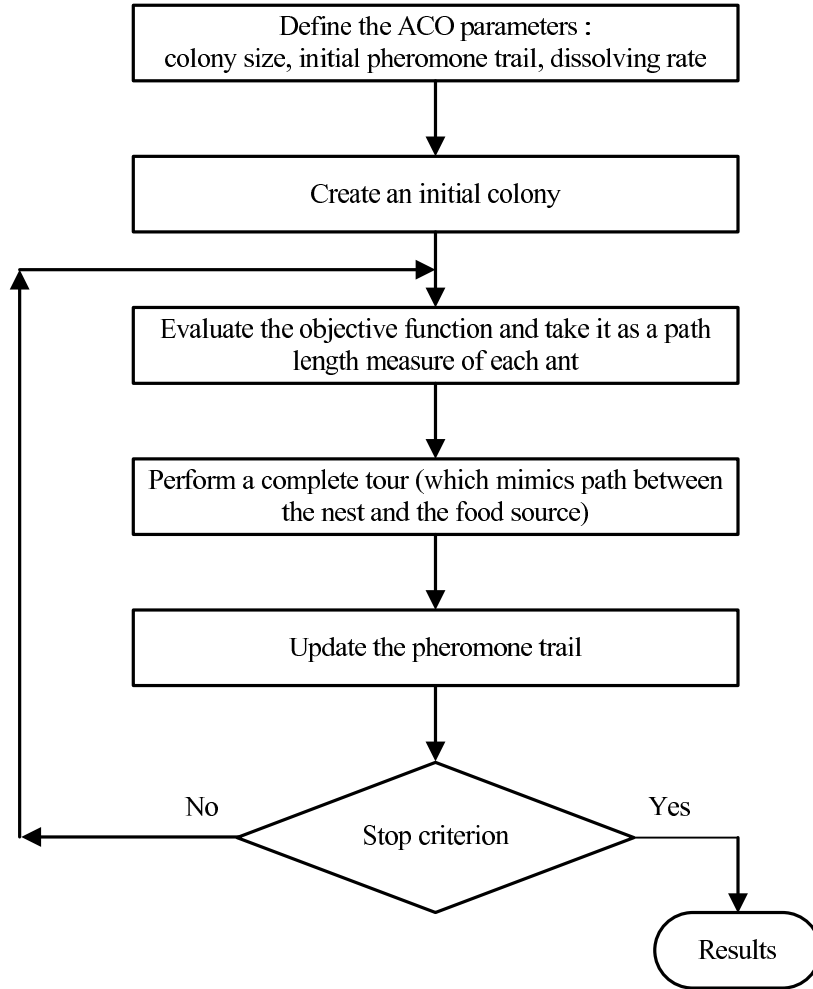 Define the ACO parameters :
colony size, initial pheromone trail, dissolving rate
Create an initial colony
Evaluate the objective function and take it as a path
length measure of each ant
Perform a complete tour (which mimics path between
the nest and the food source)
Update the pheromone trail
No
Yes
Stop criterion
Results